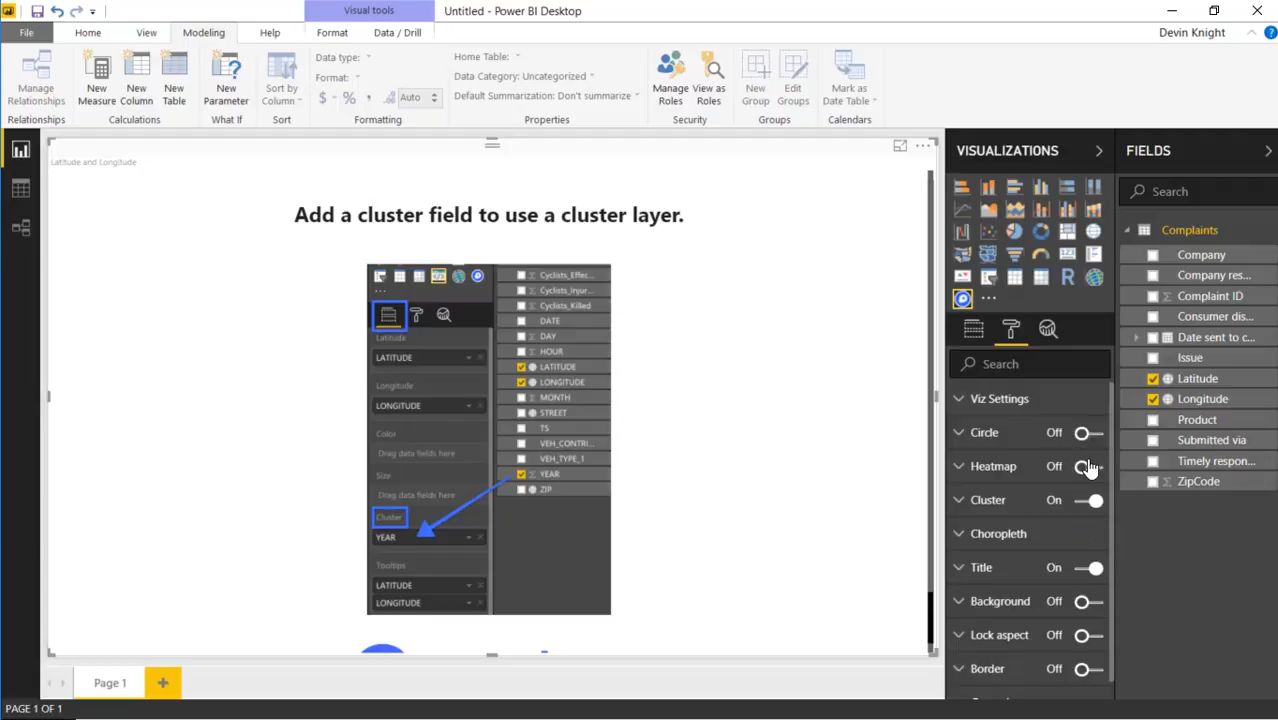 Visual tools
Untitled - Power BI Desktop
File
Home
View
Modeling
Help
Format
Data / Drill
Devin Knight
Manage
Relationships
New
Measure
New
Column
New
Table
New
Parameter
Sort by
Column
Data type:
Format:
$ % , Auto
Home Table:
Data Category: Uncategorized
Default Summarization: Don't summarize
Manage
Roles
View as
Roles
New
Group
Edit
Groups
Mark as
Date Table
Relationships
Calculations
What If
Sort
Formatting
Properties
Security
Groups
Calendars
Latitude and Longitude
Add a cluster field to use a cluster layer.
Latitude
LATITUDE
Longitude
LONGITUDE
Color
Drag data fields here
Size
Drag data fields here
Cluster
YEAR
Tooltips
LATITUDE
LONGITUDE
Cyclists_Effec...
Cyclists_Injur...
Cyclists_Killed
DATE
DAY
HOUR
LATITUDE
LONGITUDE
MONTH
STREET
TS
VEH_CONTRI...
VEH_TYPE_1
YEAR
ZIP
VISUALIZATIONS
Search
Viz Settings
Circle Off
Heatmap Off
Cluster On
Choropleth
Title On
Background Off
Lock aspect Off
Border Off
FIELDS
Search
Complaints
Company
Company res...
Complaint ID
Consumer dis...
Date sent to c...
Issue
Latitude
Longitude
Product
Submitted via
Timely respon...
ZipCode
Page 1
PAGE 1 OF 1